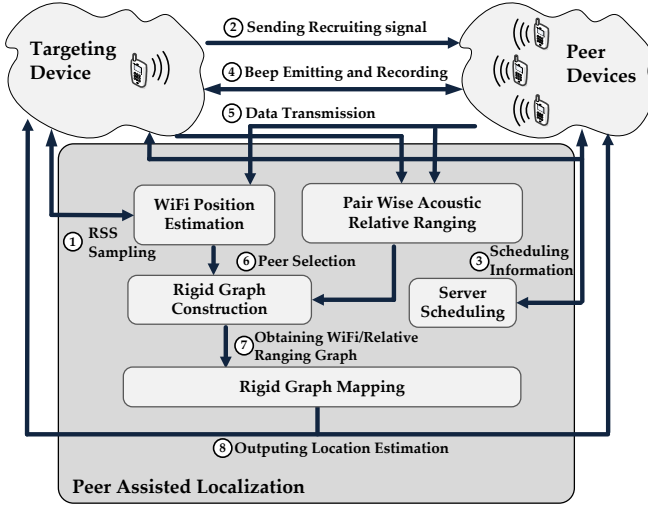 ② Sending Recruiting signal
Targeting
Device
Peer
Devices
④ Beep Emitting and Recording
⑤ Data Transmission
WiFi Position
Estimation
Pair Wise Acoustic
Relative Ranging
① RSS
Sampling
⑥ Peer Selection
③ Scheduling
Information
Rigid Graph
Construction
Server
Scheduling
⑦ Obtaining WiFi/Relative
Ranging Graph
Rigid Graph Mapping
⑧ Outputing Location Estimation
Peer Assisted Localization